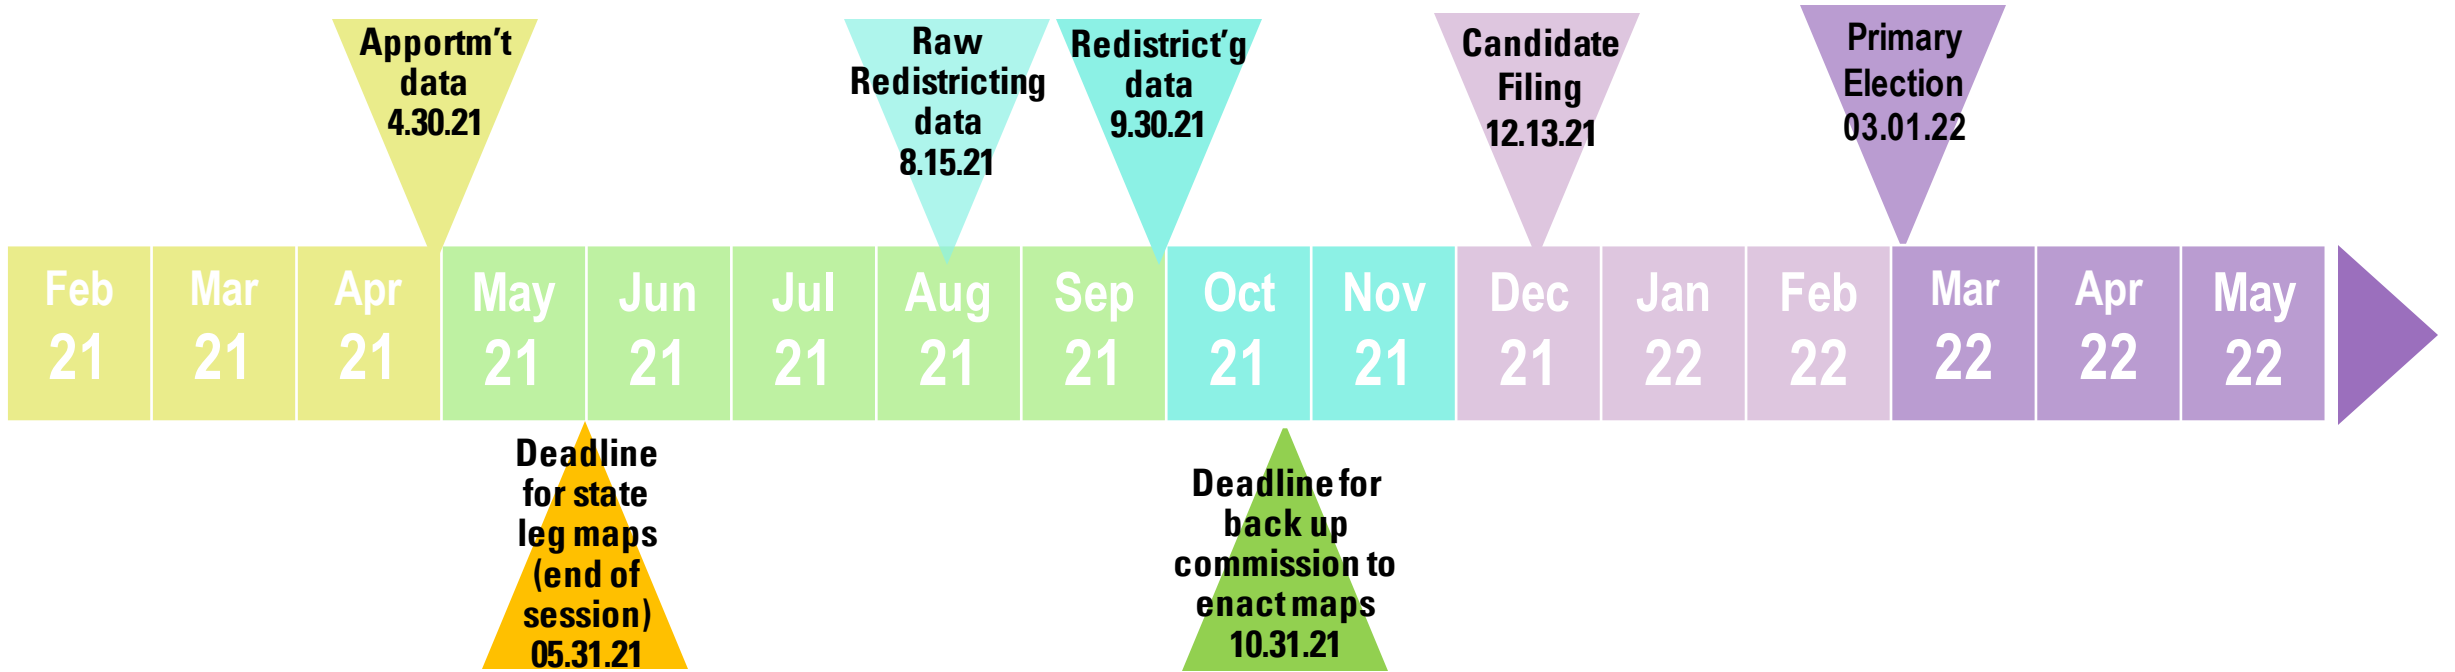 Apportm't
data
4.30.21
Raw
Redistricting
data
8.15.21
Redistrict'g
data
9.30.21
Candidate
Filing
12.13.21
Primary
Election
03.01.22
Feb
21
Mar
21
Apr
21
May
21
Jun
21
Jul
21
Aug
21
Sep
21
Oct
21
Nov
21
Dec
21
Jan
22
Feb
22
Mar
22
Apr
22
May
22
Deadline
for state
leg maps
(end of
session)
05.31.21
Deadline for
back up
commission to
enact maps
10.31.21